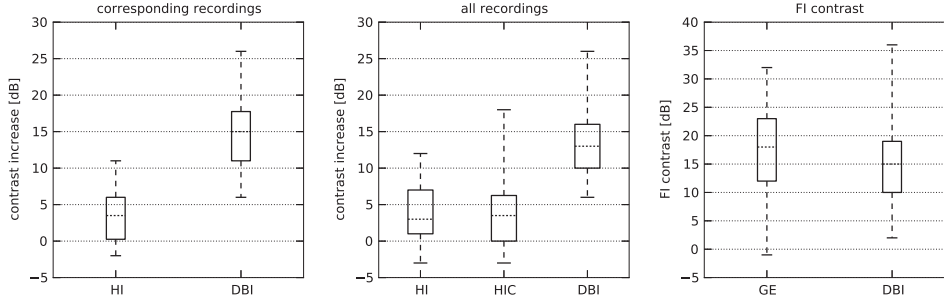 corresponding recordings
contrast increase [dB]
30
25
20
15
10
5
0
−5
HI DBI
all recordings
contrast increase [dB]
30
25
20
15
10
5
0
−5
HI HIC DBI
FI contrast
FI contrast [dB]
40
35
30
25
20
15
10
5
0
−5
GE DBI